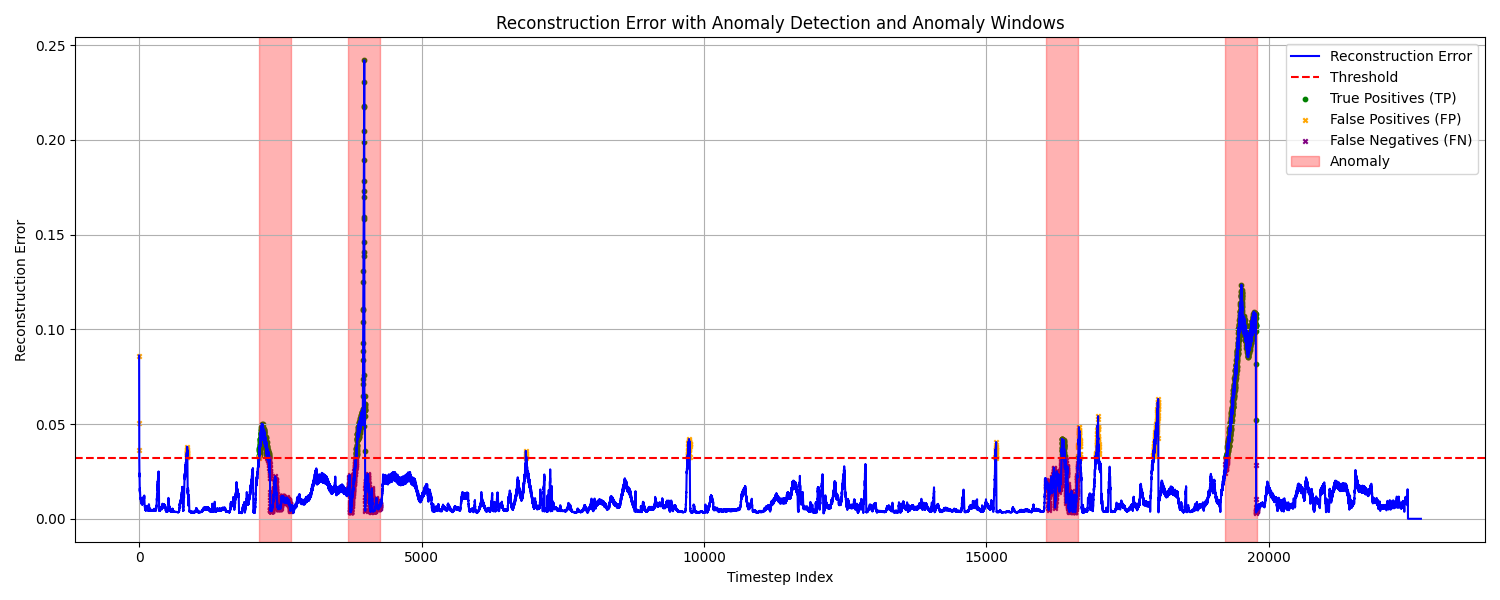 Reconstruction Error with Anomaly Detection and Anomaly Windows
Reconstruction Error
Threshold
True Positives (TP)
False Positives (FP)
False Negatives (FN)
Anomaly
Reconstruction Error
0.25
0.20
0.15
0.10
0.05
0.00
0 5000 10000 15000 20000
Timestep Index